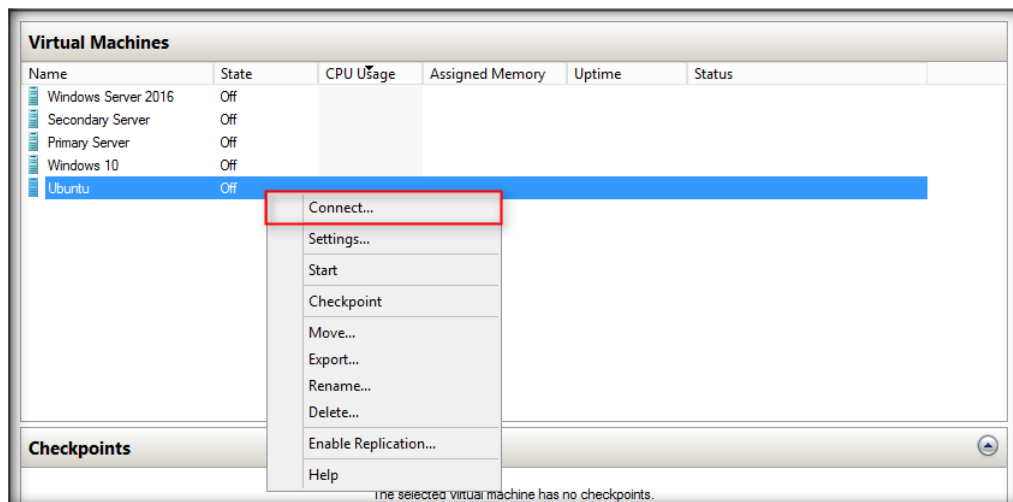 Virtual Machines
Name State CPU Usage Assigned Memory Uptime Status
Windows Server 2016 Off
Secondary Server Off
Primary Server Off
Windows 10 Off
Ubuntu Off
Connect...
Settings...
Start
Checkpoint
Move...
Export...
Rename...
Delete...
Enable Replication...
Help
Checkpoints
The selected virtual machine has no checkpoints.